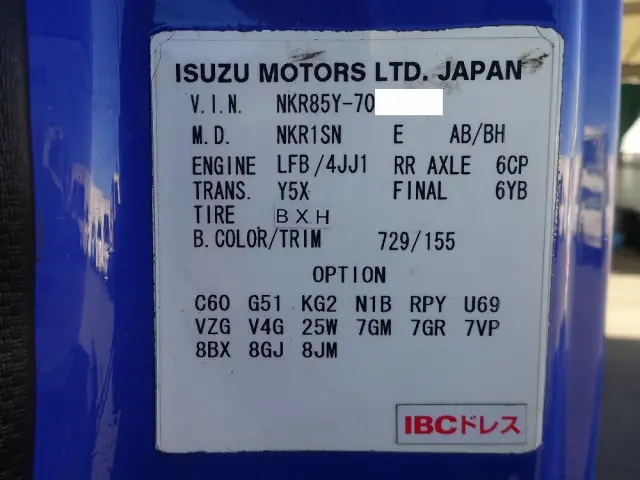 ISUZU MOTORS LTD. JAPAN
V.I.N. NKR85Y-70
M.D. NKR1SN E AB/BH
ENGINE LFB/4JJ1 RR AXLE 6CP
TRANS. Y5X FINAL 6YB
TIRE BXH
B.COLOR/TRIM 729/155
OPTION
C60 G51 KG2 N1B RPY U69
VZG V4G 25W 7GM 7GR 7VP
8BX 8GJ 8JM
IBCドレス